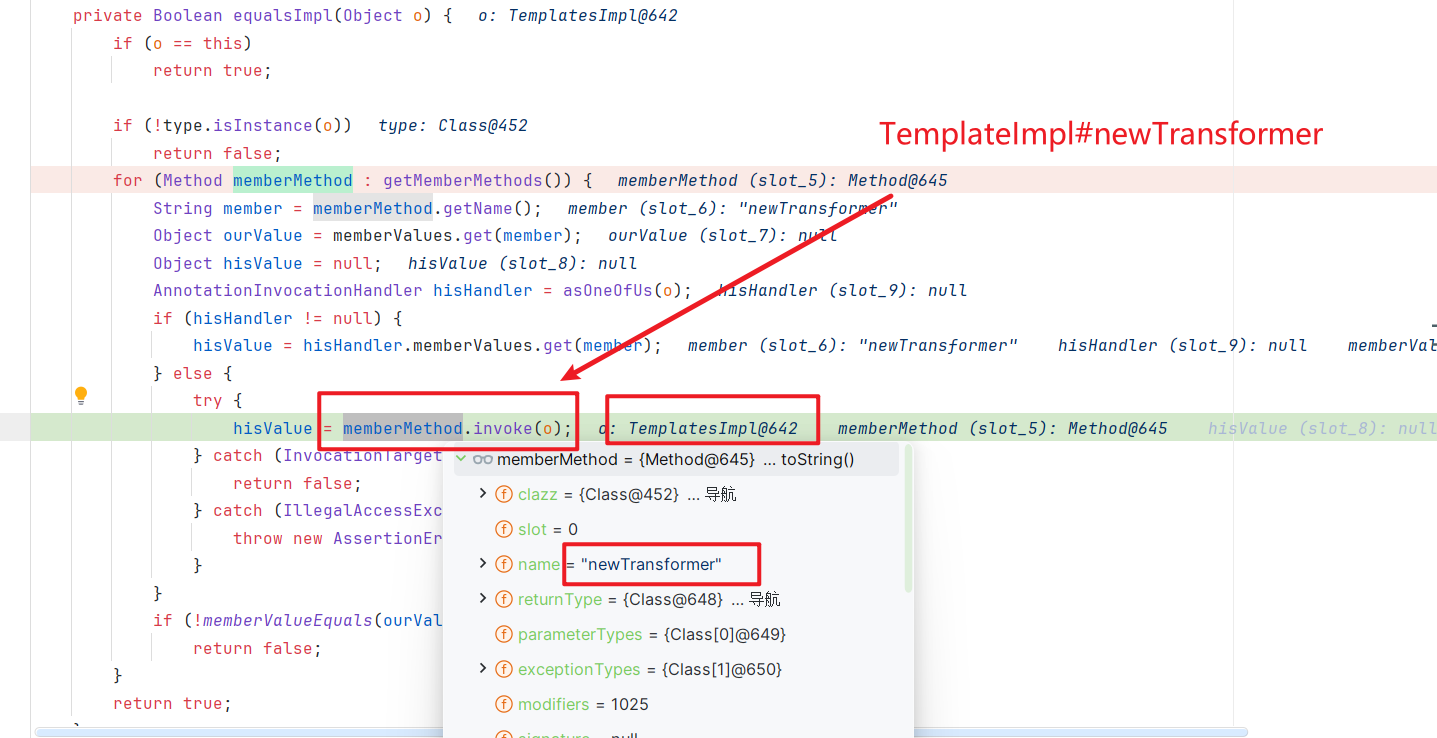 private Boolean equalsImpl(Object o) {   o: TemplatesImpl@642
if (o == this)
return true;
if (!type.isInstance(o))   type: Class@452
TemplateImpl#newTransformer
return false;
for (Method memberMethod : getMemberMethods()) {   memberMethod (slot_5): Method@645
String member = memberMethod.getName();   member (slot_6): "newTransformer"
Object ourValue = memberValues.get(member);   ourValue (slot_7): null
Object hisValue = null;   hisValue (slot_8): null
AnnotationInvocationHandler hisHandler = asOneOfUs(o);   hisHandler (slot_9): null
if (hisHandler != null) {
hisValue = hisHandler.memberValues.get(member);   member (slot_6): "newTransformer"   hisHandler (slot_9): null   memberVal
} else {
try {
hisValue = memberMethod.invoke(o);   o: TemplatesImpl@642   memberMethod (slot_5): Method@645   hisValue (slot_8): null
} catch (InvocationTarget
memberMethod = {Method@645} ... toString()
return false;
clazz = {Class@452} ... 导航
} catch (IllegalAccessExc
slot = 0
throw new AssertionEr
name = "newTransformer"
}
}
returnType = {Class@648} ... 导航
if (!memberValueEquals(ourVal
parameterTypes = {Class[0]@649}
return false;
exceptionTypes = {Class[1]@650}
}
return true;
modifiers = 1025